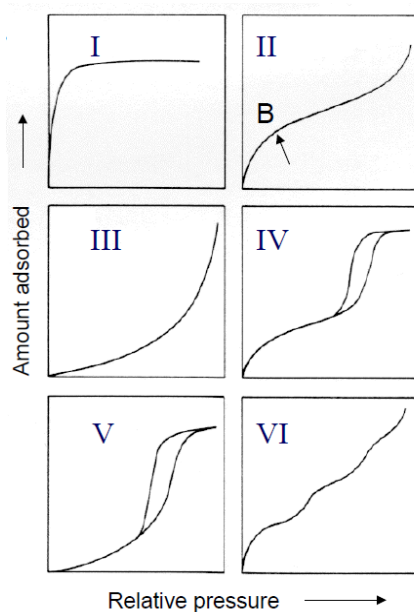 I
II
B
III
IV
V
VI
Amount adsorbed
Relative pressure